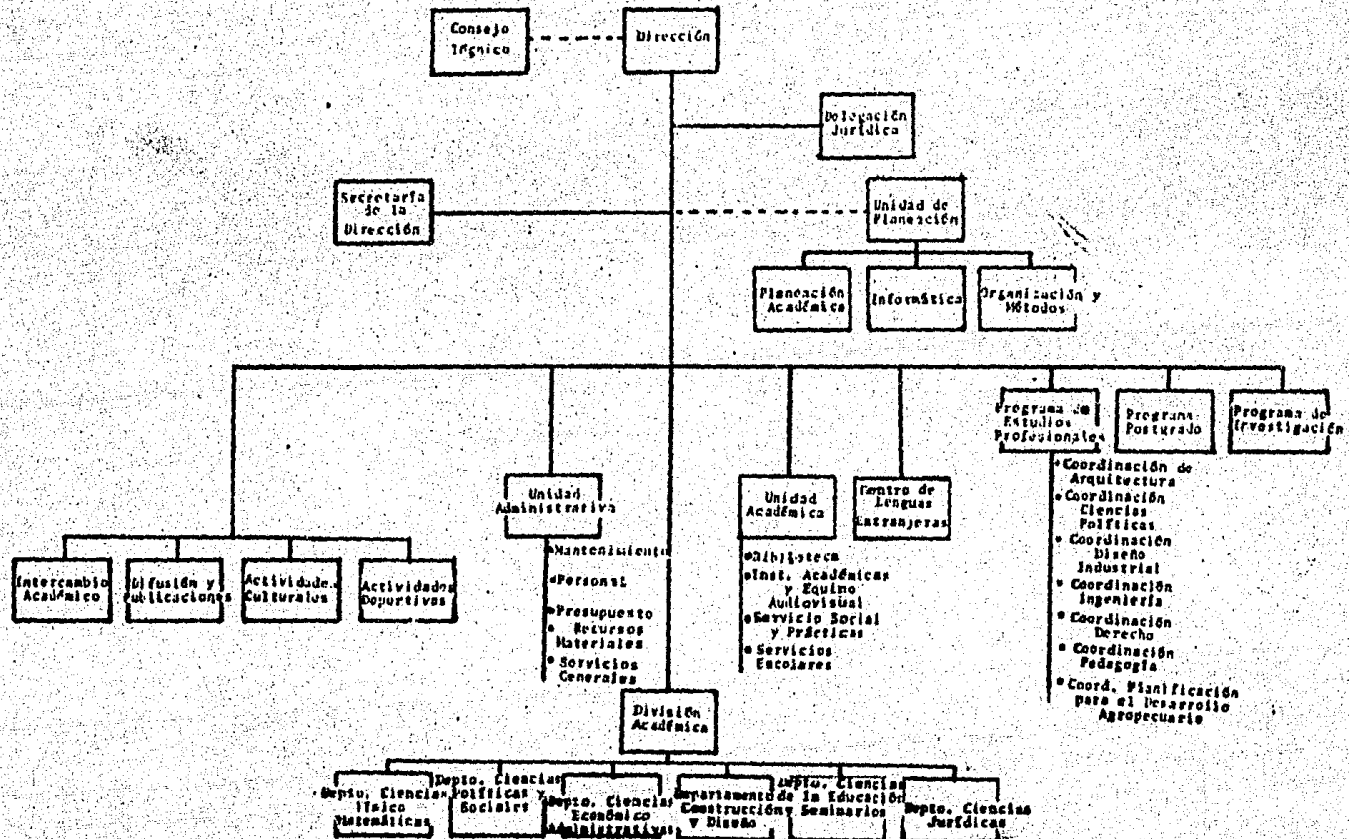 Consejo
Técnico
Dirección
Delegación
Jurídica
Secretaría
de la
Dirección
Unidad de
Planeación
Planeación
Académica
Informática
Organización y
Métodos
Programa de
Estudios
Profesionales
Programa
Postgrado
Programa de
Investigación
Unidad
Administrativa
Unidad
Académica
Centro de
Lenguas
Extranjeras
Intercambio
Académico
Difusión y
Publicaciones
Actividades
Culturales
Actividades
Deportivas
•Mantenimiento
•Personal
•Presupuesto
• Recursos
Materiales
• Servicios
Generales
•Biblioteca
•Inst. Académicas
y Equipo
Audiovisual
•Servicio Social
y Prácticas
• Servicios
Escolares
•Coordinación de
Arquitectura
•Coordinación
Ciencias
Políticas
• Coordinación
Diseño
Industrial
• Coordinación
Ingeniería
• Coordinación
Derecho
• Coordinación
Pedagogía
• Coord. Planificación
para el Desarrollo
Agropecuario
División
Académica
Depto. Ciencias
Físico
Matemáticas
Depto. Ciencias
Políticas y
Sociales
Depto. Ciencias
Económico
Administrativas
Departamento
Construcción
y Diseño
Depto. Ciencias
de la Educación
y Seminarios
Depto. Ciencias
Jurídicas